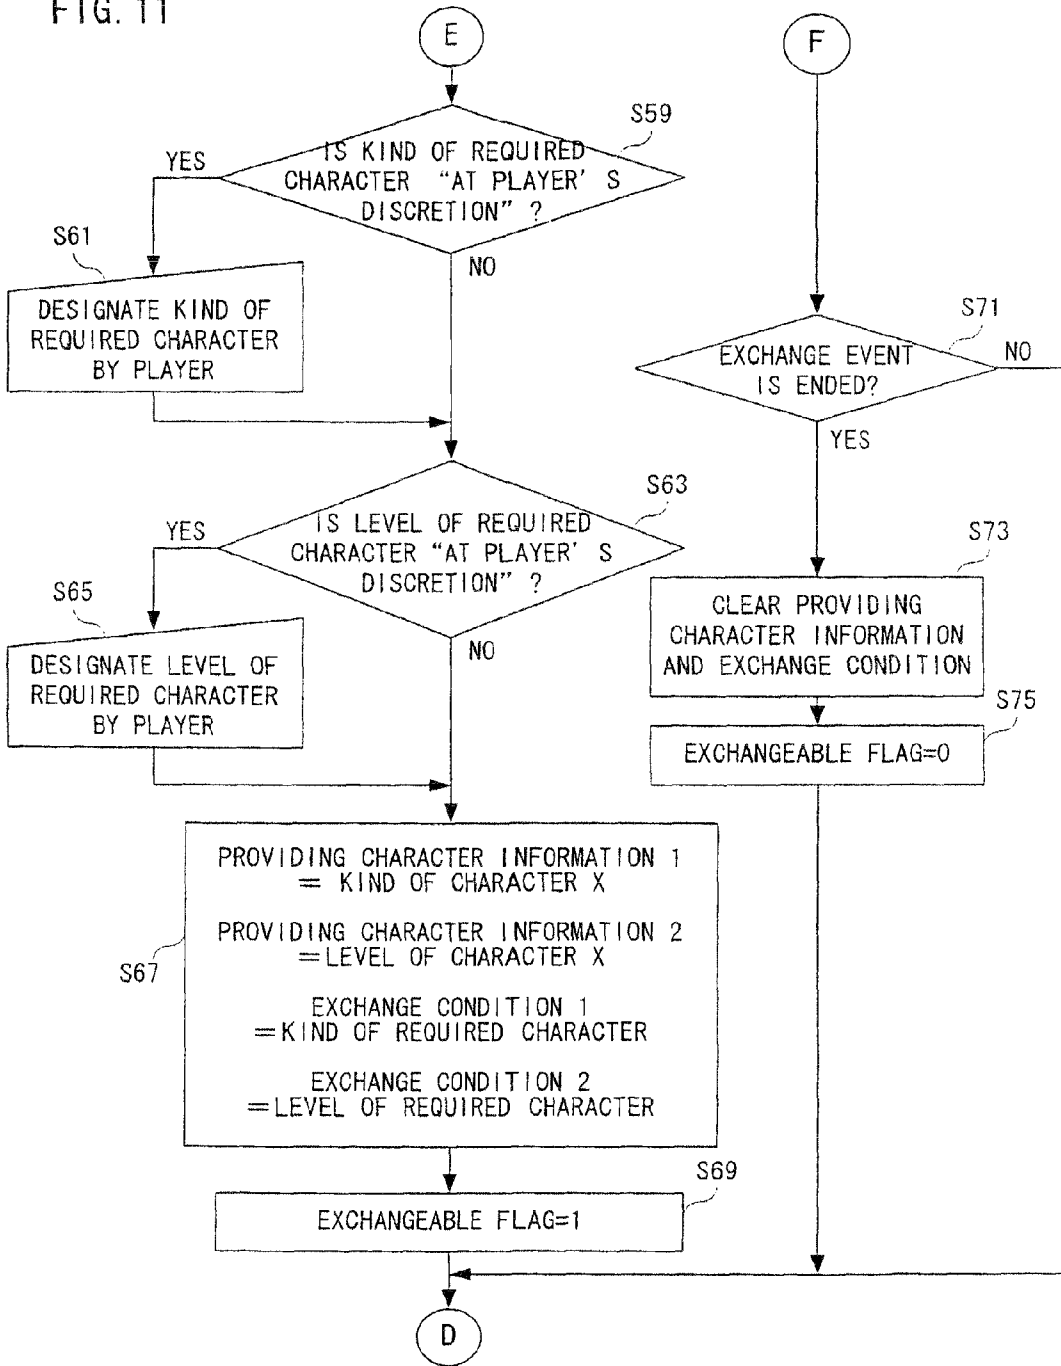 FIG. 11
E
S59
YES
IS KIND OF REQUIRED
CHARACTER "AT PLAYER' S
DISCRETION" ?
NO
S61
DESIGNATE KIND OF
REQUIRED CHARACTER
BY PLAYER
S63
YES
IS LEVEL OF REQUIRED
CHARACTER "AT PLAYER' S
DISCRETION" ?
NO
S65
DESIGNATE LEVEL OF
REQUIRED CHARACTER
BY PLAYER
S67
PROVIDING CHARACTER INFORMATION 1
= KIND OF CHARACTER X
PROVIDING CHARACTER INFORMATION 2
=LEVEL OF CHARACTER X
EXCHANGE CONDITION 1
=KIND OF REQUIRED CHARACTER
EXCHANGE CONDITION 2
=LEVEL OF REQUIRED CHARACTER
S69
EXCHANGEABLE FLAG=1
D
F
S71
EXCHANGE EVENT
IS ENDED?
NO
YES
S73
CLEAR PROVIDING
CHARACTER INFORMATION
AND EXCHANGE CONDITION
S75
EXCHANGEABLE FLAG=0